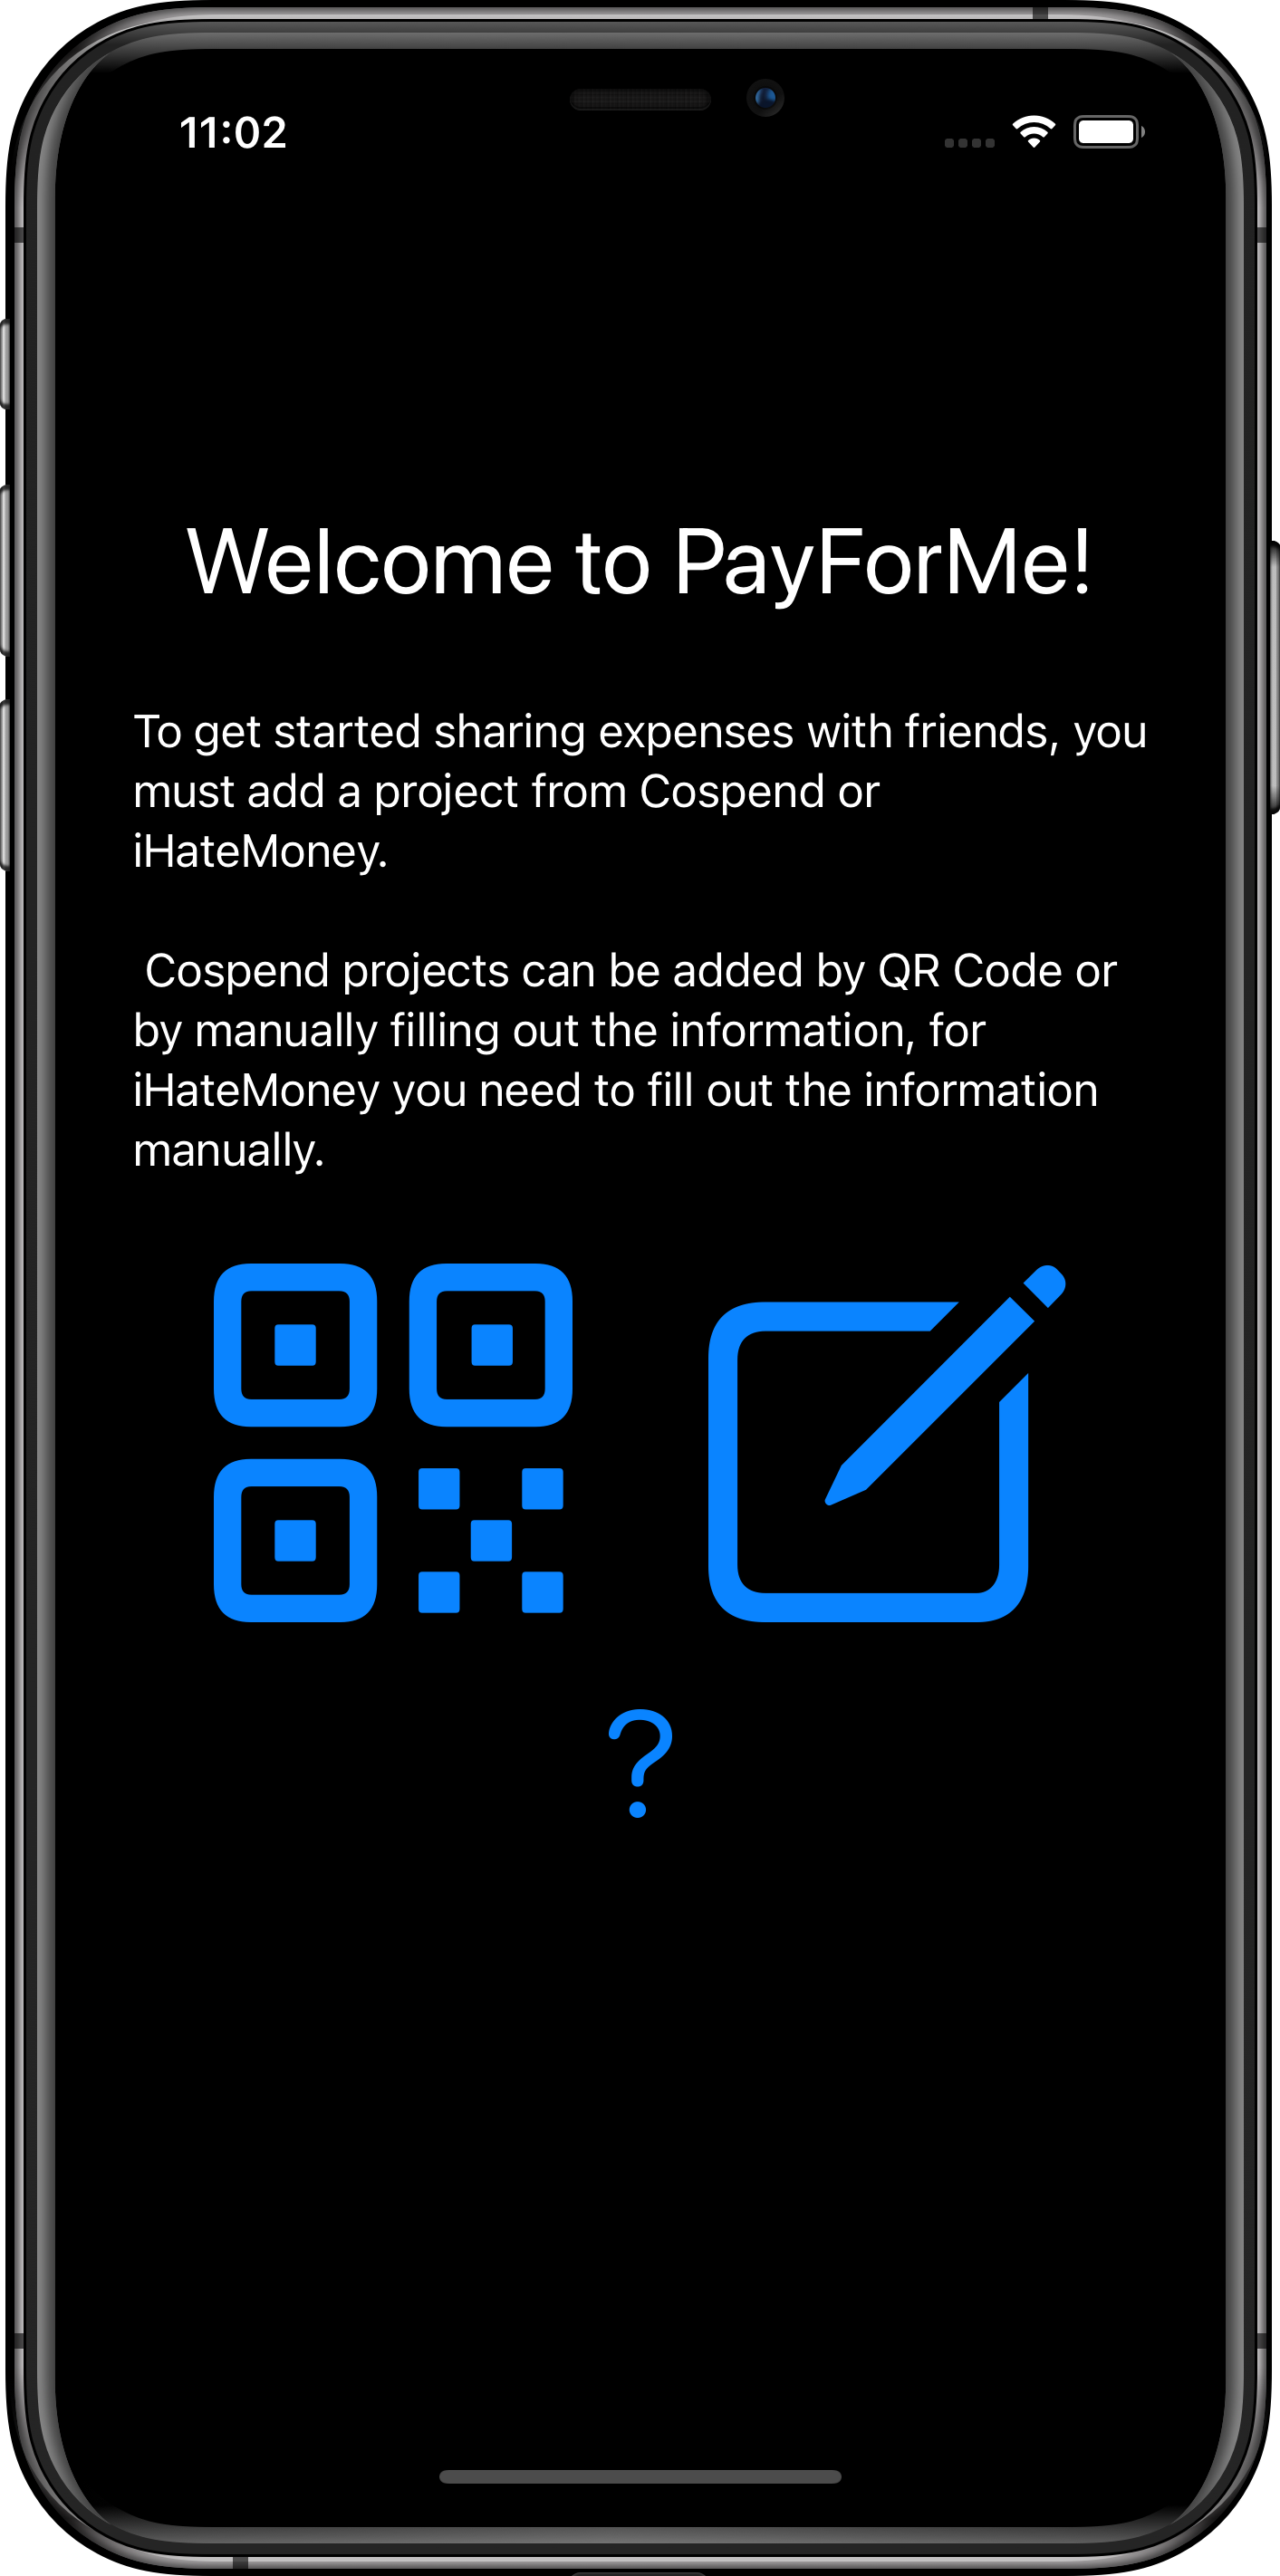 11:02
Welcome to PayForMe!
To get started sharing expenses with friends, you
must add a project from Cospend or
iHateMoney.
Cospend projects can be added by QR Code or
by manually filling out the information, for
iHateMoney you need to fill out the information
manually.
?